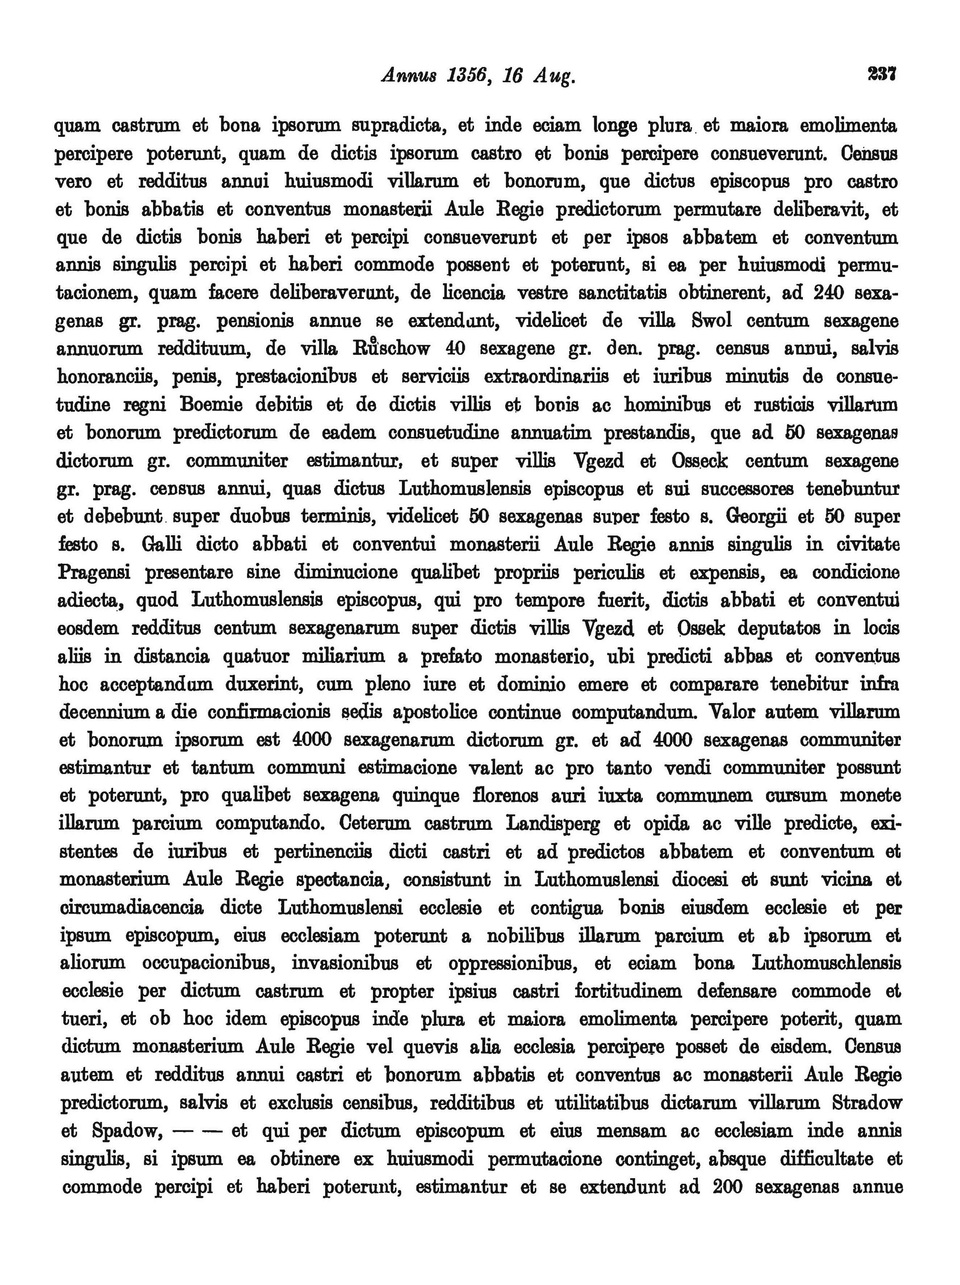 Annus 1356, 16 Aug. 237
quam castrum et bona ipsorum supradicta, et inde eciam longe plura et maiora emolimenta
percipere poterunt, quam de dictis ipsorum castro et bonis percipere consueverunt. Census
vero et redditus annui huiusmodi villarum et bonorum, que dictus episcopus pro castro
et bonis abbatis et conventus monasterii Aule Regie predictorum permutare deliberavit, et
que de dictis bonis haberi et percipi consueverunt et per ipsos abbatem et conventum
annis singulis percipi et haberi commode possent et poterunt, si ea per huiusmodi permu-
tacionem, quam facere deliberaverunt, de licencia vestre sanctitatis obtinerent, ad 240 sexa-
genas gr. prag. pensionis annue se extendunt, videlicet de villa Swol centum sexagene
annuorum reddituum, de villa Růschow 40 sexagene gr. den. prag. census annui, salvis
honoranciis, penis, prestacionibus et serviciis extraordinariis et iuribus minutis de consue-
tudine regni Boemie debitis et de dictis villis et bonis ac hominibus et rusticis villarum
et bonorum predictorum de eadem consuetudine annuatim prestandis, que ad 50 sexagenas
dictorum gr. communiter estimantur, et super villis Vgezd et Osseck centum sexagene
gr. prag. census annui, quas dictus Luthomuslensis episcopus et sui successores tenebuntur
et debebunt super duobus terminis, videlicet 50 sexagenas super festo s. Georgii et 50 super
festo s. Galli dicto abbati et conventui monasterii Aule Regie annis singulis in civitate
Pragensi presentare sine diminucione qualibet propriis periculis et expensis, ea condicione
adiecta, quod Luthomuslensis episcopus, qui pro tempore fuerit, dictis abbati et conventui
eosdem redditus centum sexagenarum super dictis villis Vgezd et Ossek deputatos in locis
aliis in distancia quatuor miliarium a prefato monasterio, ubi predicti abbas et conventus
hoc acceptandum duxerint, cum pleno iure et dominio emere et comparare tenebitur infra
decennium a die confirmacionis sedis apostolice continue computandum. Valor autem villarum
et bonorum ipsorum est 4000 sexagenarum dictorum gr. et ad 4000 sexagenas communiter
estimantur et tantum communi estimacione valent ac pro tanto vendi communiter possunt
et poterunt, pro qualibet sexagena quinque florenos auri iuxta communem cursum monete
illarum parcium computando. Ceterum castrum Landisperg et opida ac ville predicte, exi-
stentes de iuribus et pertinenciis dicti castri et ad predictos abbatem et conventum et
monasterium Aule Regie spectancia, consistunt in Luthomuslensi diocesi et sunt vicina et
circumadiacencia dicte Luthomuslensi ecclesie et contigua bonis eiusdem ecclesie et per
ipsum episcopum, eius ecclesiam poterunt a nobilibus illarum parcium et ab ipsorum et
aliorum occupacionibus, invasionibus et oppressionibus, et eciam bona Luthomuschlensis
ecclesie per dictum castrum et propter ipsius castri fortitudinem defensare commode et
tueri, et ob hoc idem episcopus inde plura et maiora emolimenta percipere poterit, quam
dictum monasterium Aule Regie vel quevis alia ecclesia percipere posset de eisdem. Census
autem et redditus annui castri et bonorum abbatis et conventus ac monasterii Aule Regie
predictorum, salvis et exclusis censibus, redditibus et utilitatibus dictarum villarum Stradow
et Spadow, — — et qui per dictum episcopum et eius mensam ac ecclesiam inde annis
singulis, si ipsum ea obtinere ex huiusmodi permutacione continget, absque difficultate et
commode percipi et haberi poterunt, estimantur et se extendunt ad 200 sexagenas annue